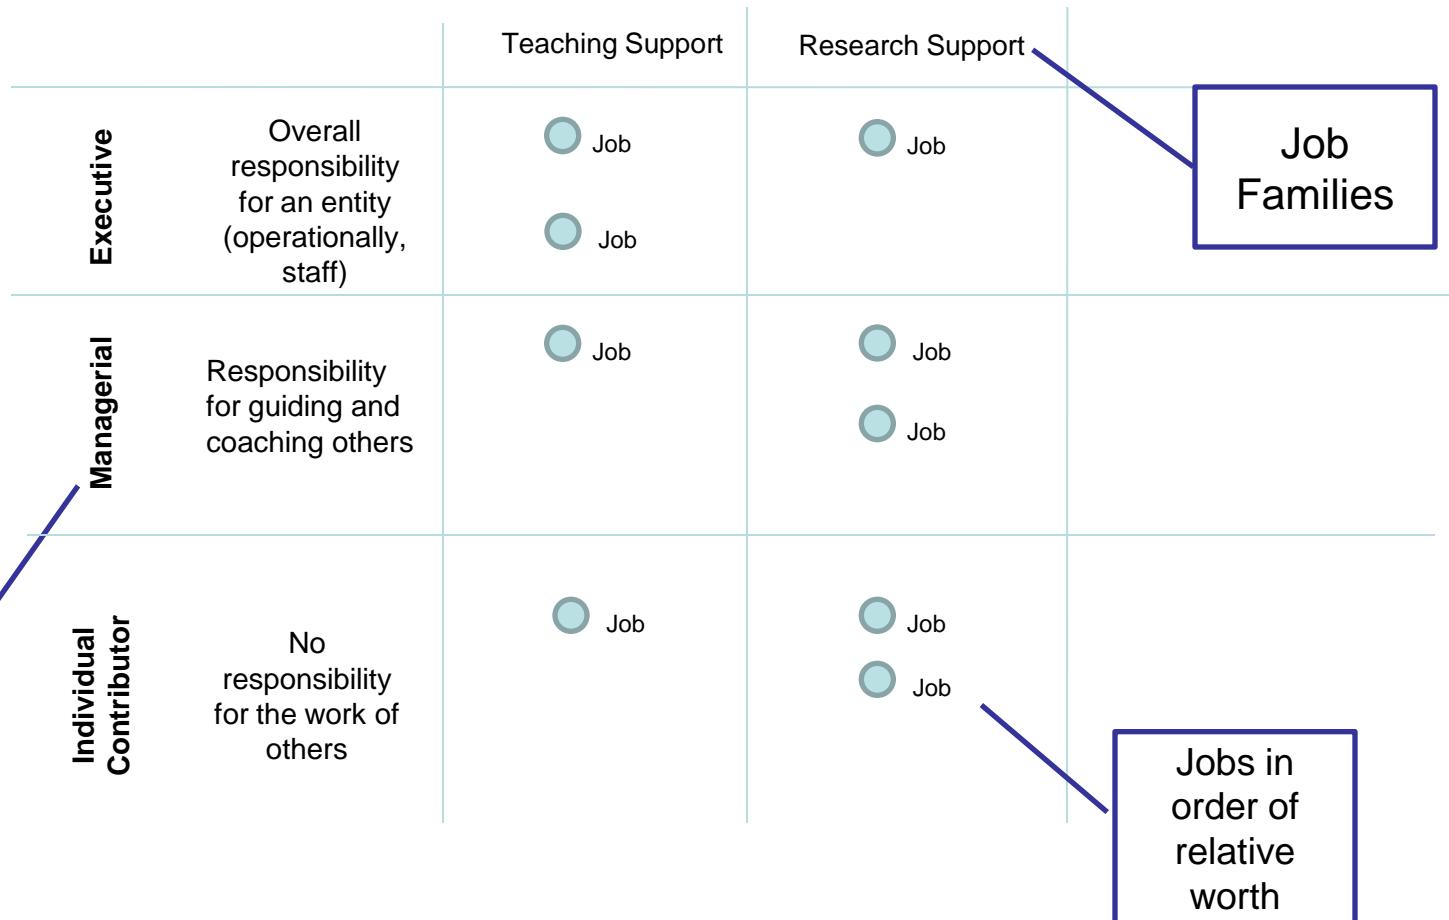 Teaching Support
Research Support
Job
Families
Executive
Overall
responsibility
for an entity
(operationally,
staff)
Job
Job
Job
Managerial
Responsibility
for guiding and
coaching others
Job
Job
Job
Individual
Contributor
No
responsibility
for the work of
others
Job
Job
Job
Jobs in
order of
relative
worth